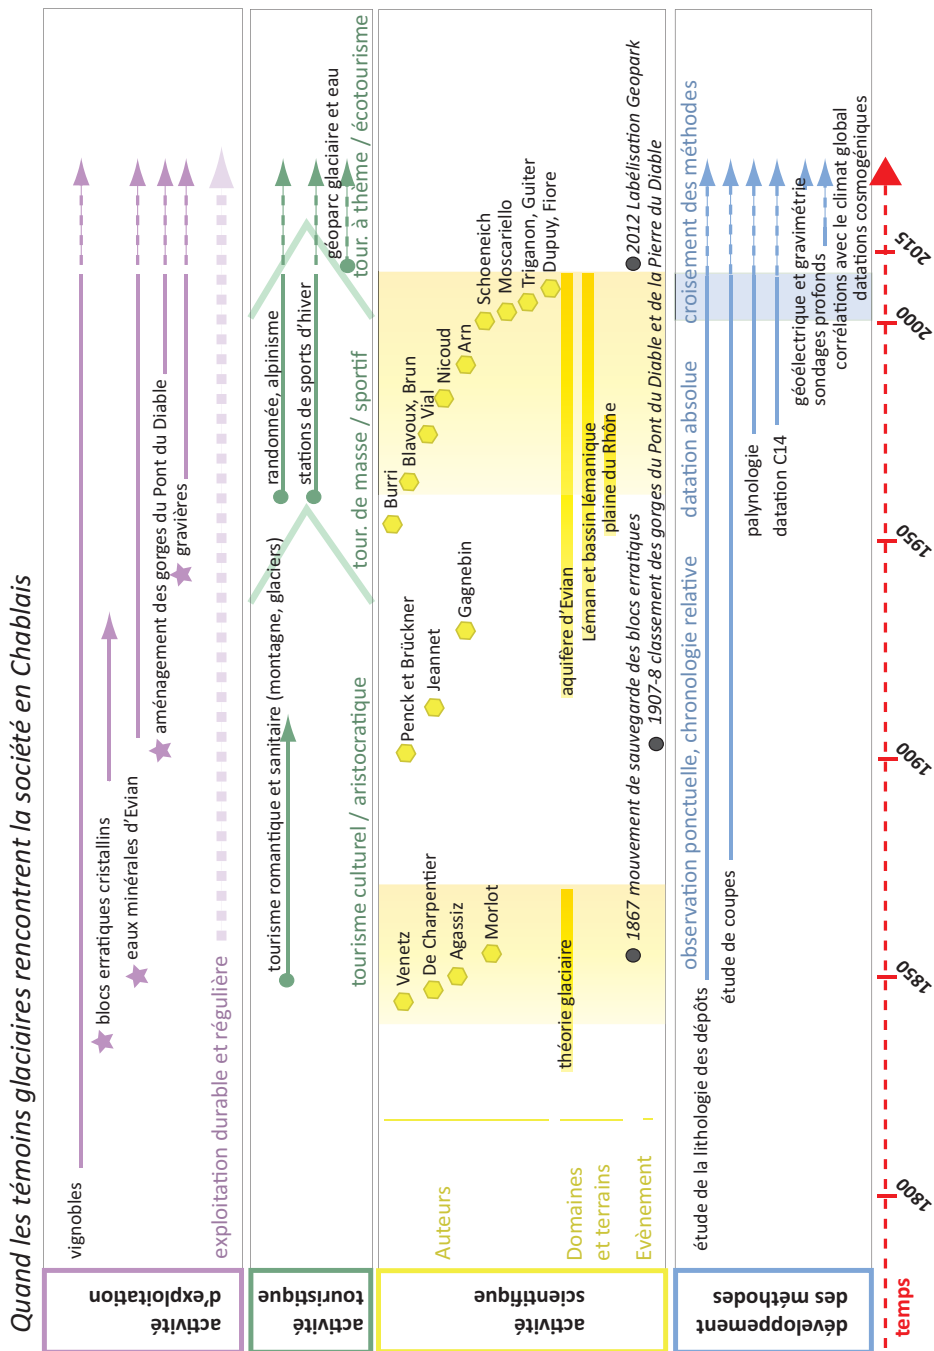 Quand les témoins glaciaires rencontrent la société en Chablais
activité
d'exploitation
vignobles
blocs erratiques cristallins
eaux minérales d'Evian
aménagement des gorges du Pont du Diable
gravières
exploitation durable et régulière
activité
touristique
tourisme romantique et sanitaire (montagne, glaciers)
randonnée, alpinisme
stations de sports d'hiver
géoparc glaciaire et eau
tourisme culturel / aristocratique
tour. de masse / sportif
tour. à thème / écotourisme
activité
scientifique
Auteurs
Venetz
De Charpentier
Agassiz
Morlot
Penck et Brückner
Jeannet
Gagnebin
Burri
Blavoux, Brun
Vial
Nicoud
Arn
Schoeneich
Moscariello
Triganon, Guiter
Dupuy, Fiore
Domaines
et terrains
théorie glaciaire
aquifère d'Evian
Léman et bassin lémanique
plaine du Rhône
Evènement
1867 mouvement de sauvegarde des blocs erratiques
1907-8 classement des gorges du Pont du Diable et de la Pierre du Diable
2012 Labélisation Geopark
développement
des méthodes
observation ponctuelle, chronologie relative
datation absolue
croisement des méthodes
étude de la lithologie des dépôts
étude de coupes
palynologie
datation C14
géoélectrique et gravimétrie
sondages profonds
corrélations avec le climat global
datations cosmogéniques
temps
1800
1850
1900
1950
2000
2015